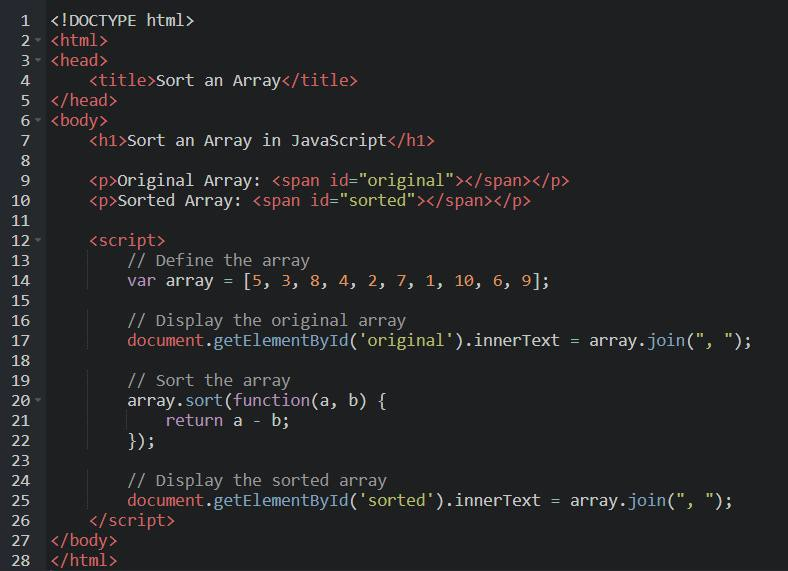 1 <!DOCTYPE html>
2 <html>
3 <head>
4     <title>Sort an Array</title>
5 </head>
6 <body>
7     <h1>Sort an Array in JavaScript</h1>
8
9     <p>Original Array: <span id="original"></span></p>
10     <p>Sorted Array: <span id="sorted"></span></p>
11
12     <script>
13         // Define the array
14         var array = [5, 3, 8, 4, 2, 7, 1, 10, 6, 9];
15
16         // Display the original array
17         document.getElementById('original').innerText = array.join(", ");
18
19         // Sort the array
20         array.sort(function(a, b) {
21             return a - b;
22         });
23
24         // Display the sorted array
25         document.getElementById('sorted').innerText = array.join(", ");
26     </script>
27 </body>
28 </html>